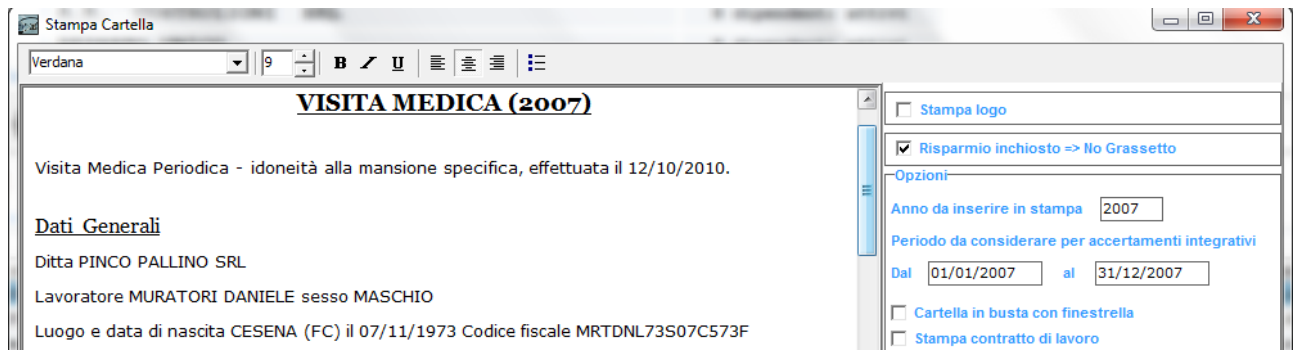 Stampa Cartella
Verdana 9 B I U
VISITA MEDICA (2007)
Visita Medica Periodica - idoneità alla mansione specifica, effettuata il 12/10/2010.
Dati Generali
Ditta PINCO PALLINO SRL
Lavoratore MURATORI DANIELE sesso MASCHIO
Luogo e data di nascita CESENA (FC) il 07/11/1973 Codice fiscale MRTDNL73S07C573F
Stampa logo
Risparmio inchiosto => No Grassetto
Opzioni
Anno da inserire in stampa 2007
Periodo da considerare per accertamenti integrativi
Dal 01/01/2007 al 31/12/2007
Cartella in busta con finestrella
Stampa contratto di lavoro